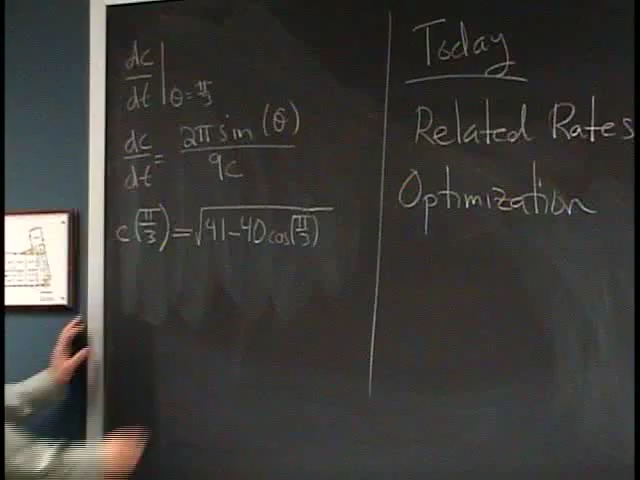 dc/dt |θ=π/3
dc/dt = 2π sin(θ)/9c
c(π/3) = √41-40cos(π/3)
Today
Related Rates
Optimization